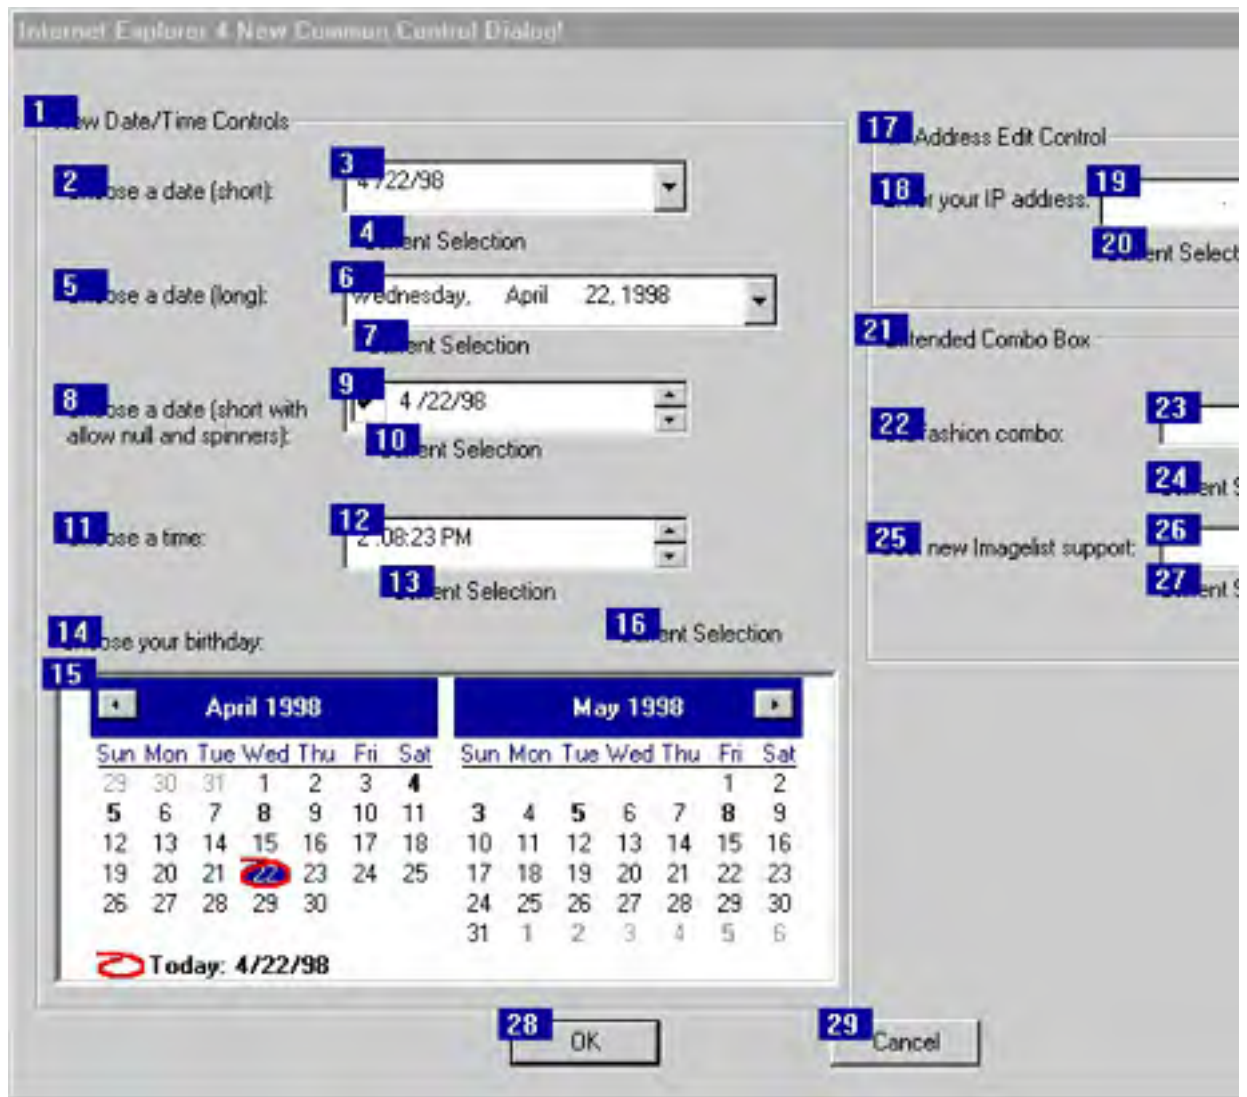 Internet Explorer 4 New Common Control Dialog!
1 ew Date/Time Controls
2 ose a date (short):
3 4 /22/98
4 ent Selection
5 ose a date (long):
6 Wednesday, April 22, 1998
7 ent Selection
8 ose a date (short with
allow null and spinners):
9 4 /22/98
10 ent Selection
11 ose a time:
12 2 :08:23 PM
13 ent Selection
14 ose your birthday:
16 ent Selection
15
April 1998
Sun Mon Tue Wed Thu Fri Sat
29 30 31 1 2 3 4
5 6 7 8 9 10 11
12 13 14 15 16 17 18
19 20 21 22 23 24 25
26 27 28 29 30
May 1998
Sun Mon Tue Wed Thu Fri Sat
1 2
3 4 5 6 7 8 9
10 11 12 13 14 15 16
17 18 19 20 21 22 23
24 25 26 27 28 29 30
31 1 2 3 4 5 6
Today: 4/22/98
17 Address Edit Control
18 r your IP address:
19
20 ent Select
21 tended Combo Box
22 fashion combo:
23
24 ent S
25 new Imagelist support:
26
27 ent S
28 OK
29 Cancel